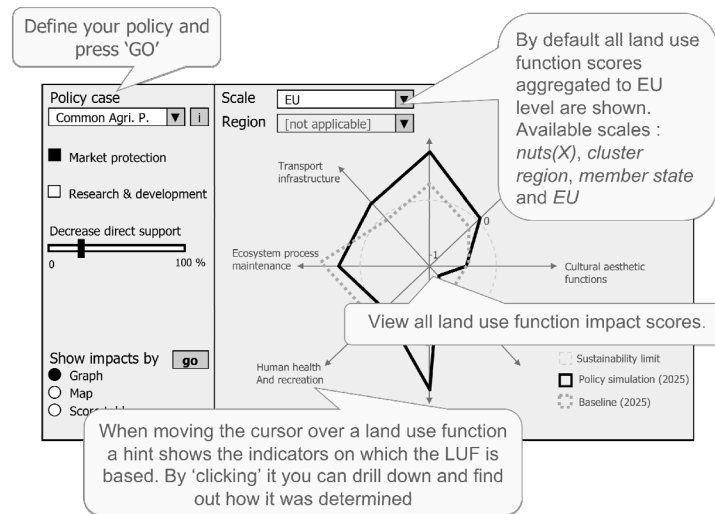 Define your policy and
press ‘GO’
By default all land use
function scores
aggregated to EU
level are shown.
Available scales :
nuts(X), cluster
region, member state
and EU
Policy case
Common Agri. P.
i
Market protection
Research & development
Decrease direct support
0
100 %
Scale
EU
Region
[not applicable]
Transport
infrastructure
0
Ecosystem process
maintenance
-1
Cultural aesthetic
functions
View all land use function impact scores.
Human health
And recreation
Sustainability limit
Policy simulation (2025)
Baseline (2025)
Show impacts by
go
Graph
Map
When moving the cursor over a land use function
a hint shows the indicators on which the LUF is
based. By ‘clicking’ it you can drill down and find
out how it was determined